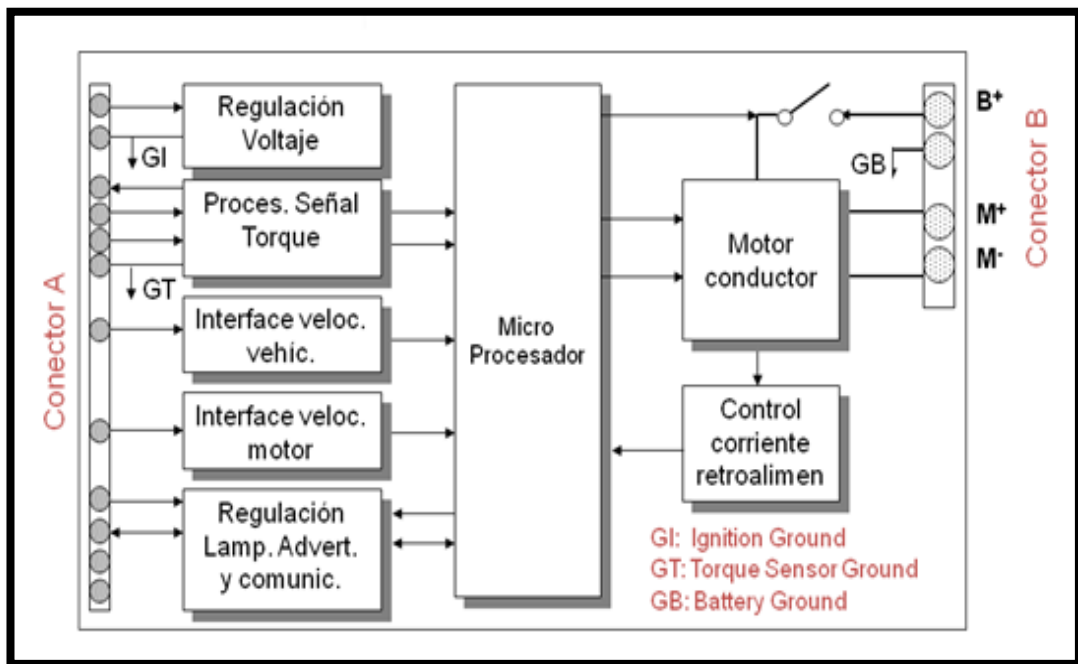 Conector A
Regulación
Voltaje
GI
Proces. Señal
Torque
GT
Interface veloc.
vehíc.
Interface veloc.
motor
Regulación
Lamp. Advert.
y comunic.
Micro
Procesador
Motor
conductor
Control
corriente
retroalimen
GB
B+
M+
M-
Conector B
GI: Ignition Ground
GT: Torque Sensor Ground
GB: Battery Ground